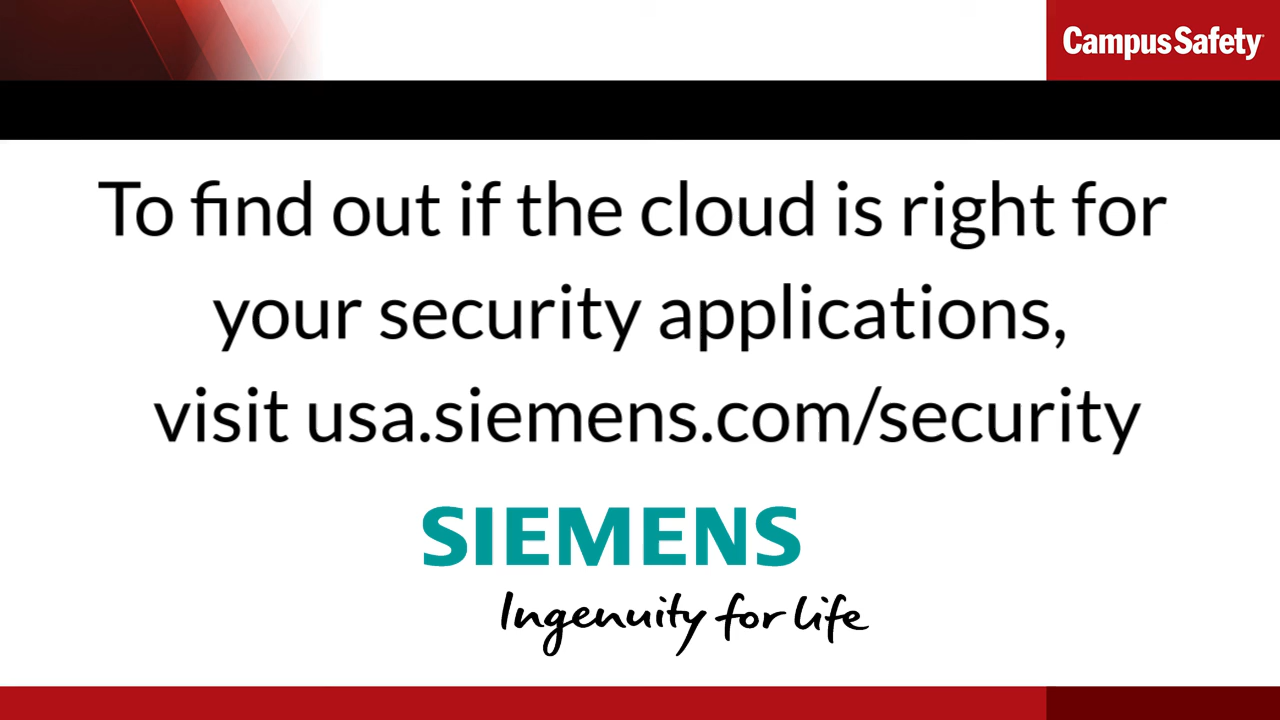 Campus Safety
To find out if the cloud is right for
your security applications,
visit usa.siemens.com/security
SIEMENS
Ingenuity for life